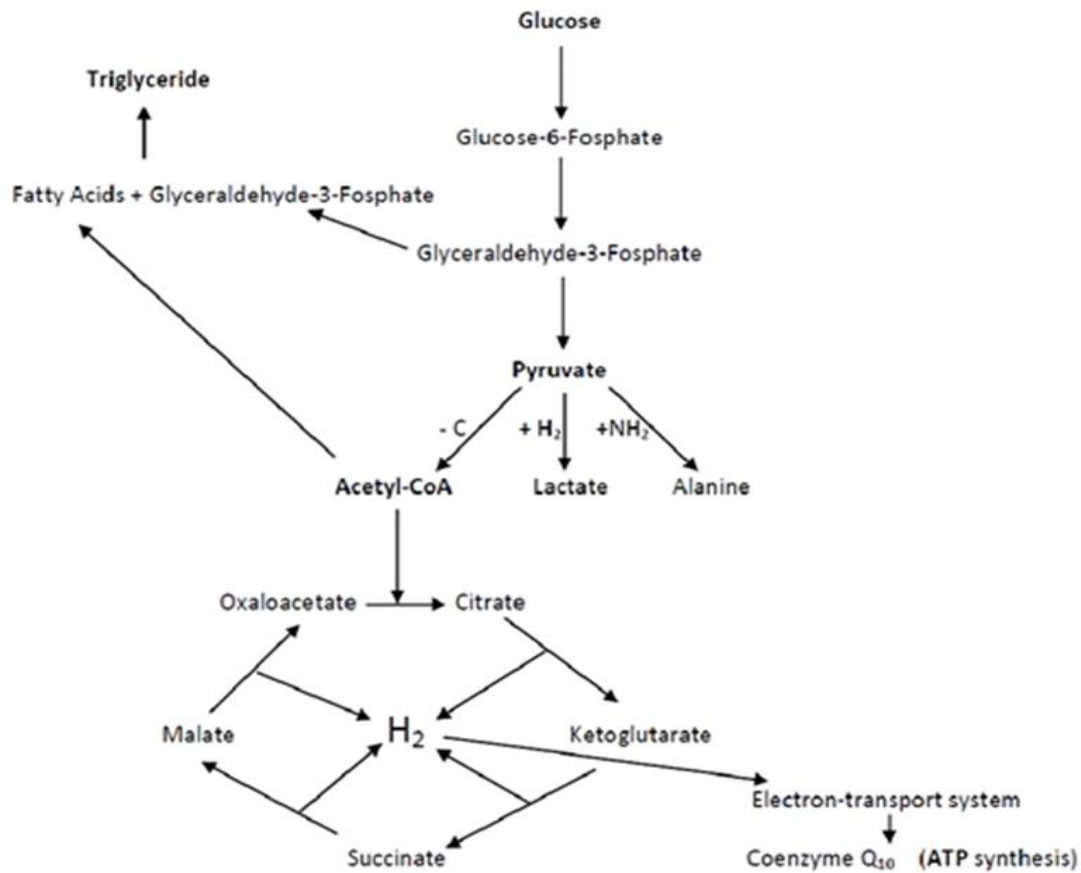 Glucose
Triglyceride
Glucose-6-Fosphate
Fatty Acids + Glyceraldehyde-3-Fosphate
Glyceraldehyde-3-Fosphate
Pyruvate
- C + H₂ +NH₂
Acetyl-CoA Lactate Alanine
Oxaloacetate Citrate
Malate H₂ Ketoglutarate
Electron-transport system
Succinate Coenzyme Q₁₀ (ATP synthesis)